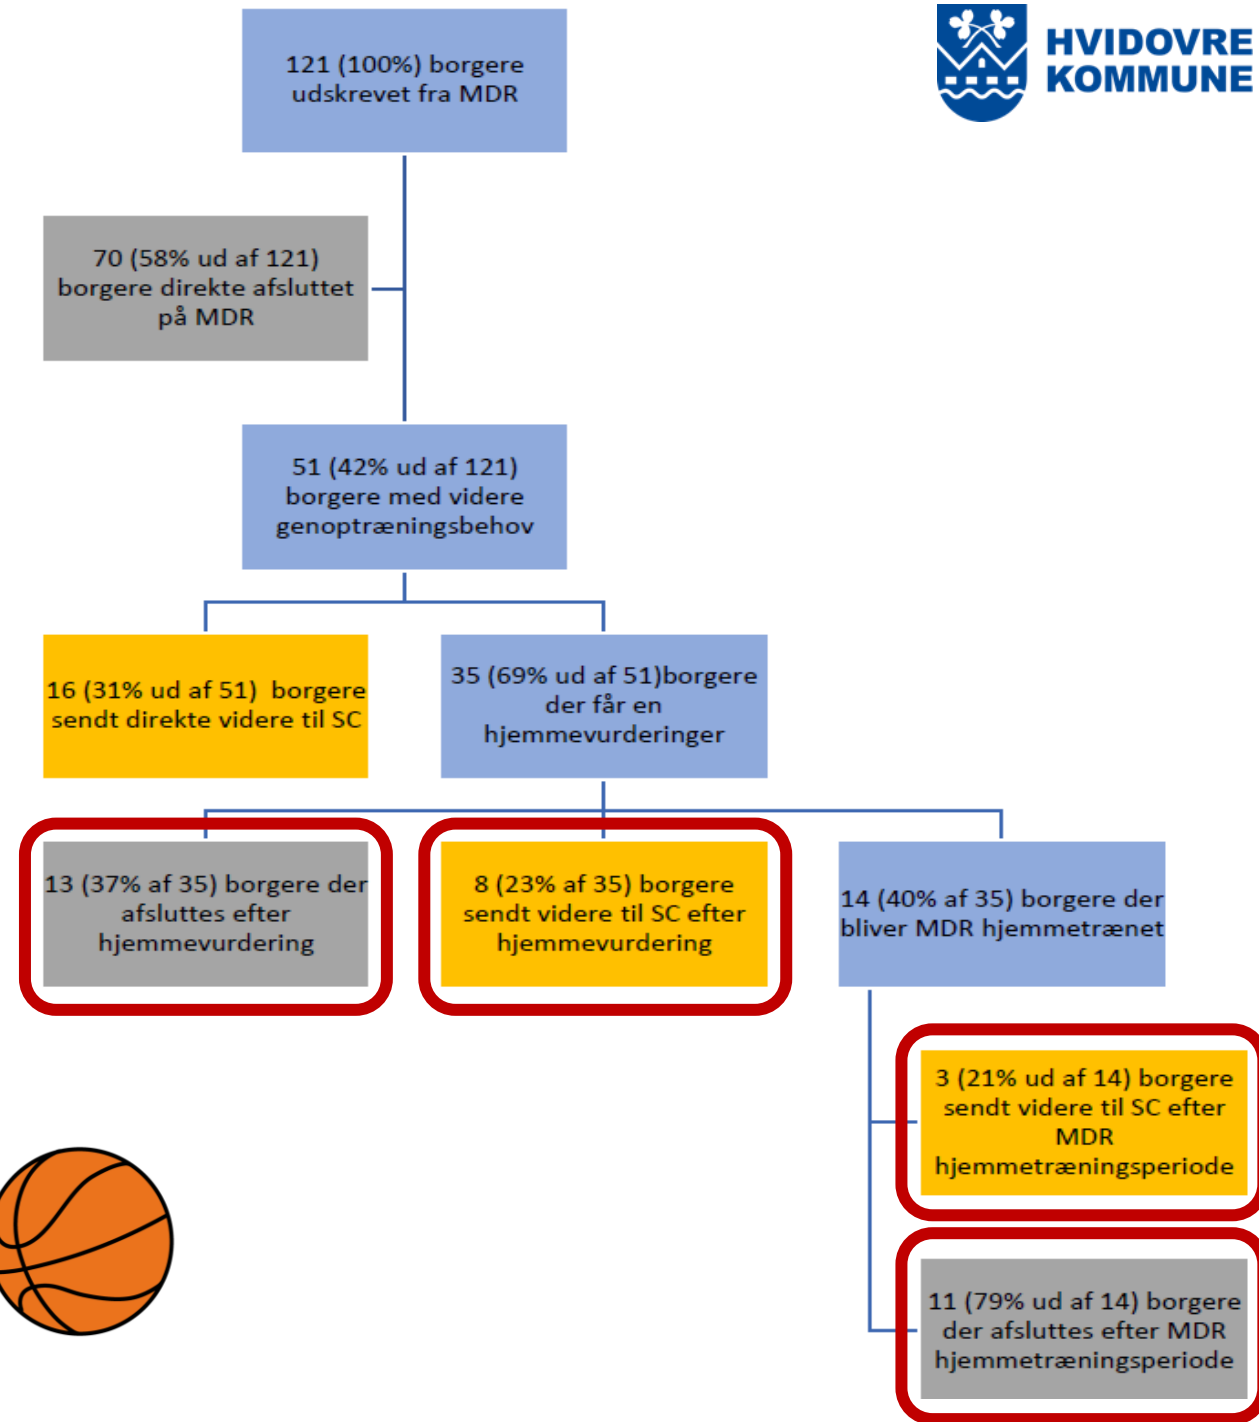 HVIDOVRE
KOMMUNE
121 (100%) borgere
udskrevet fra MDR
70 (58% ud af 121)
borgere direkte afsluttet
på MDR
51 (42% ud af 121)
borgere med videre
genoptræningsbehov
16 (31% ud af 51) borgere
sendt direkte videre til SC
35 (69% ud af 51)borgere
der får en
hjemmevurderinger
13 (37% af 35) borgere der
afsluttes efter
hjemmevurdering
8 (23% af 35) borgere
sendt videre til SC efter
hjemmevurdering
14 (40% af 35) borgere der
bliver MDR hjemmetrænet
3 (21% ud af 14) borgere
sendt videre til SC efter
MDR
hjemmetræningsperiode
11 (79% ud af 14) borgere
der afsluttes efter MDR
hjemmetræningsperiode